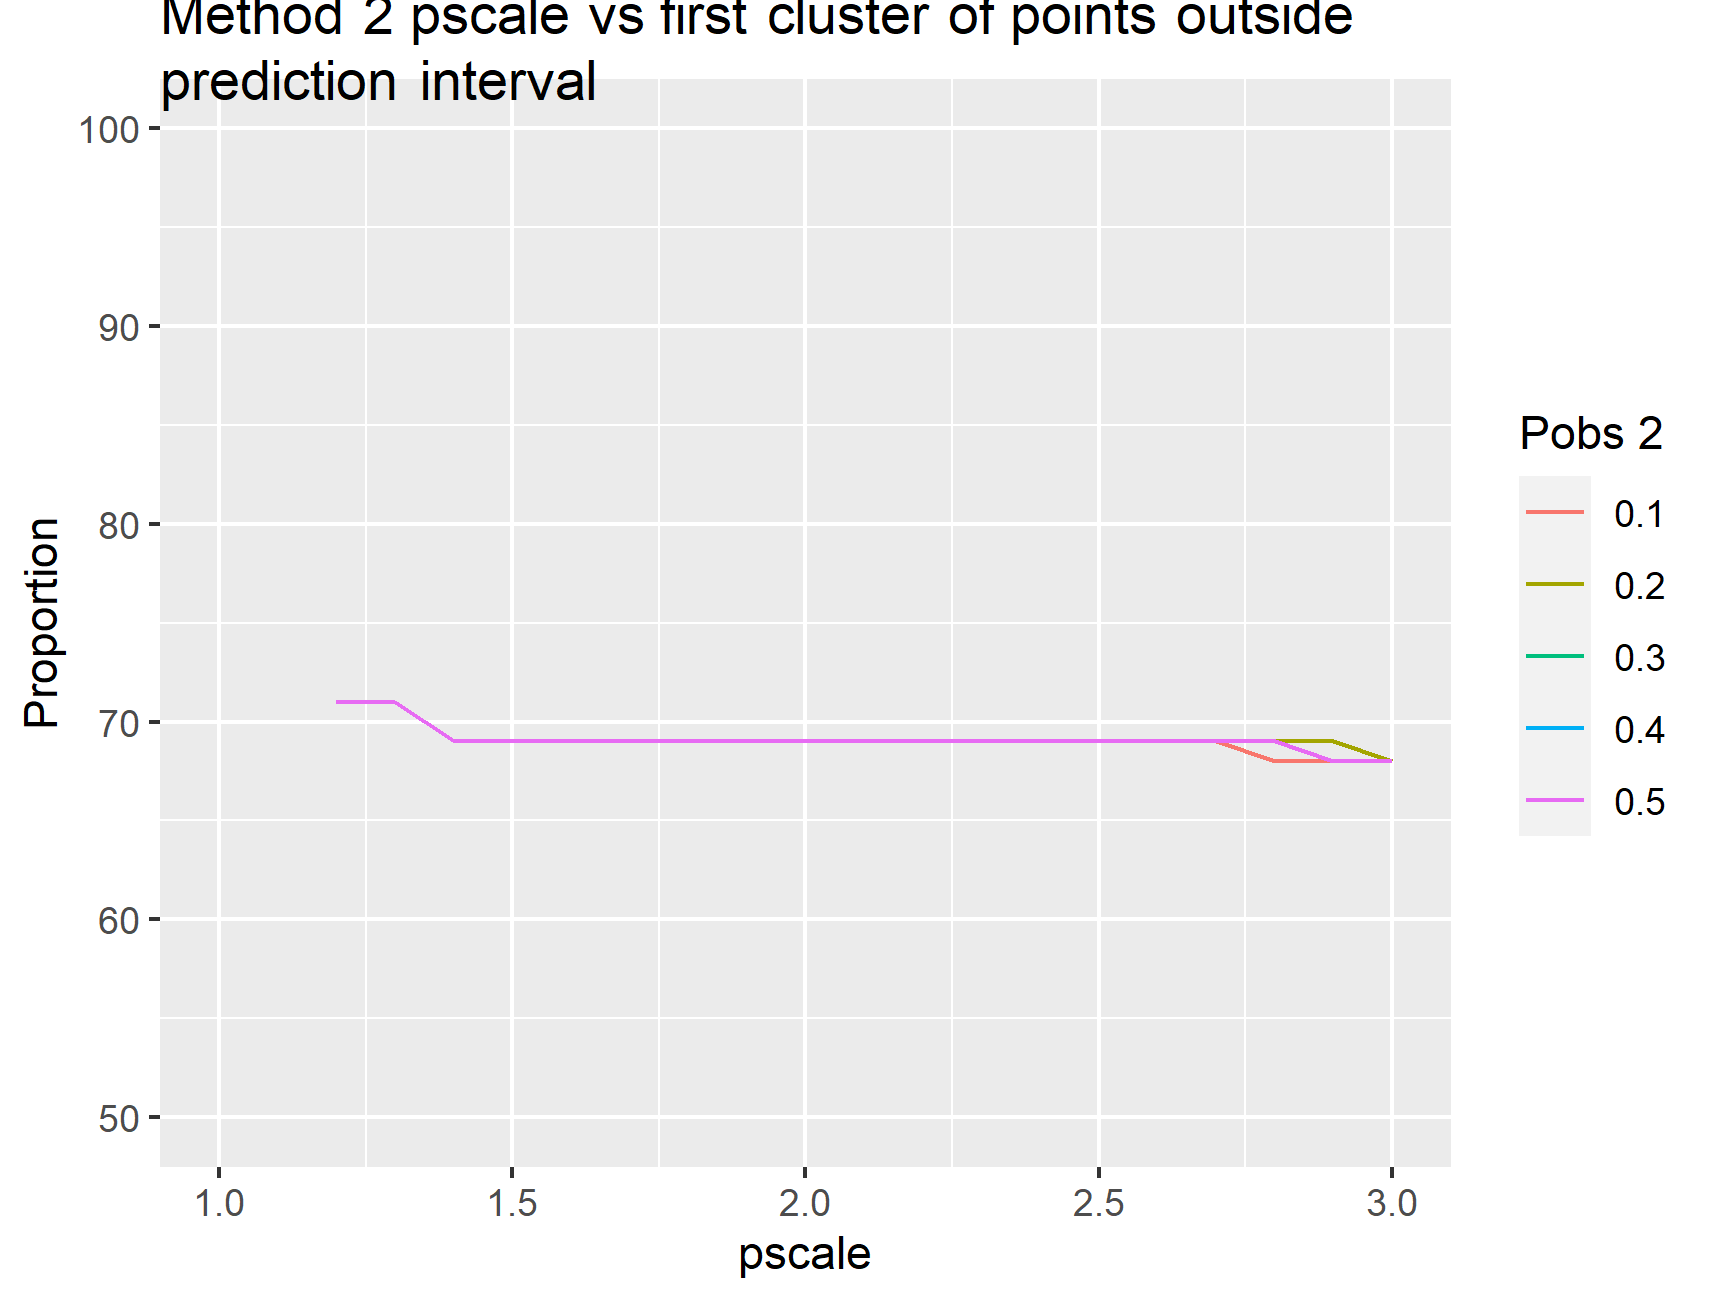 Method 2 pscale vs first cluster of points outside
prediction interval
100
90
80
70
60
50
Proportion
1.0 1.5 2.0 2.5 3.0
pscale
Pobs 2
0.1
0.2
0.3
0.4
0.5